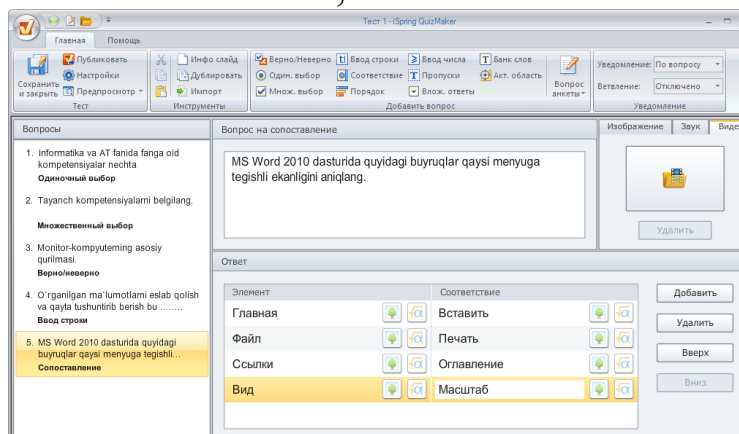 Тест 1 - iSpring QuizMaker
Главная Помощь
Сохранить и закрыть
Публиковать
Настройки
Предпросмотр
Тест
Инфо слайд
Дублировать
Импорт
Инструменты
Верно/Неверно Ввод строки Ввод числа Банк слов
Один. выбор Соответствие Пропуски Акт. область
Множ. выбор Порядок Влож. ответы
Вопрос анкеты
Добавить вопрос
Уведомление: По вопросу
Ветвление: Отключено
Уведомление
Вопросы
1. Informatika va AT fanida fanga oid
kompetensiyalar nechta
Одиночный выбор
2. Tayanch kompetensiyalarni belgilang.
Множественный выбор
3. Monitor-kompyuterning asosiy
qurilmasi.
Верно/неверно
4. O`rganilgan ma`lumotlarni eslab qolish
va qayta tushuntirib berish bu ........
Ввод строки
5. MS Word 2010 dasturida quyidagi
buyruqlar qaysi menyuga tegishli...
Сопоставление
Вопрос на сопоставление
MS Word 2010 dasturida quyidagi buyruqlar qaysi menyuga
tegishli ekanligini aniqlang.
Изображение Звук Виде
Удалить
Ответ
Элемент Соответствие
Главная Вставить
Файл Печать
Ссылки Оглавление
Вид Масштаб
Добавить
Удалить
Вверх
Вниз